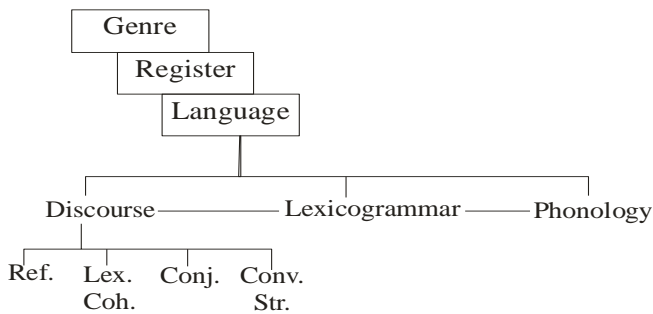 Genre
Register
Language
Discourse Lexicogrammar Phonology
Ref. Lex. Conj. Conv.
Coh. Str.